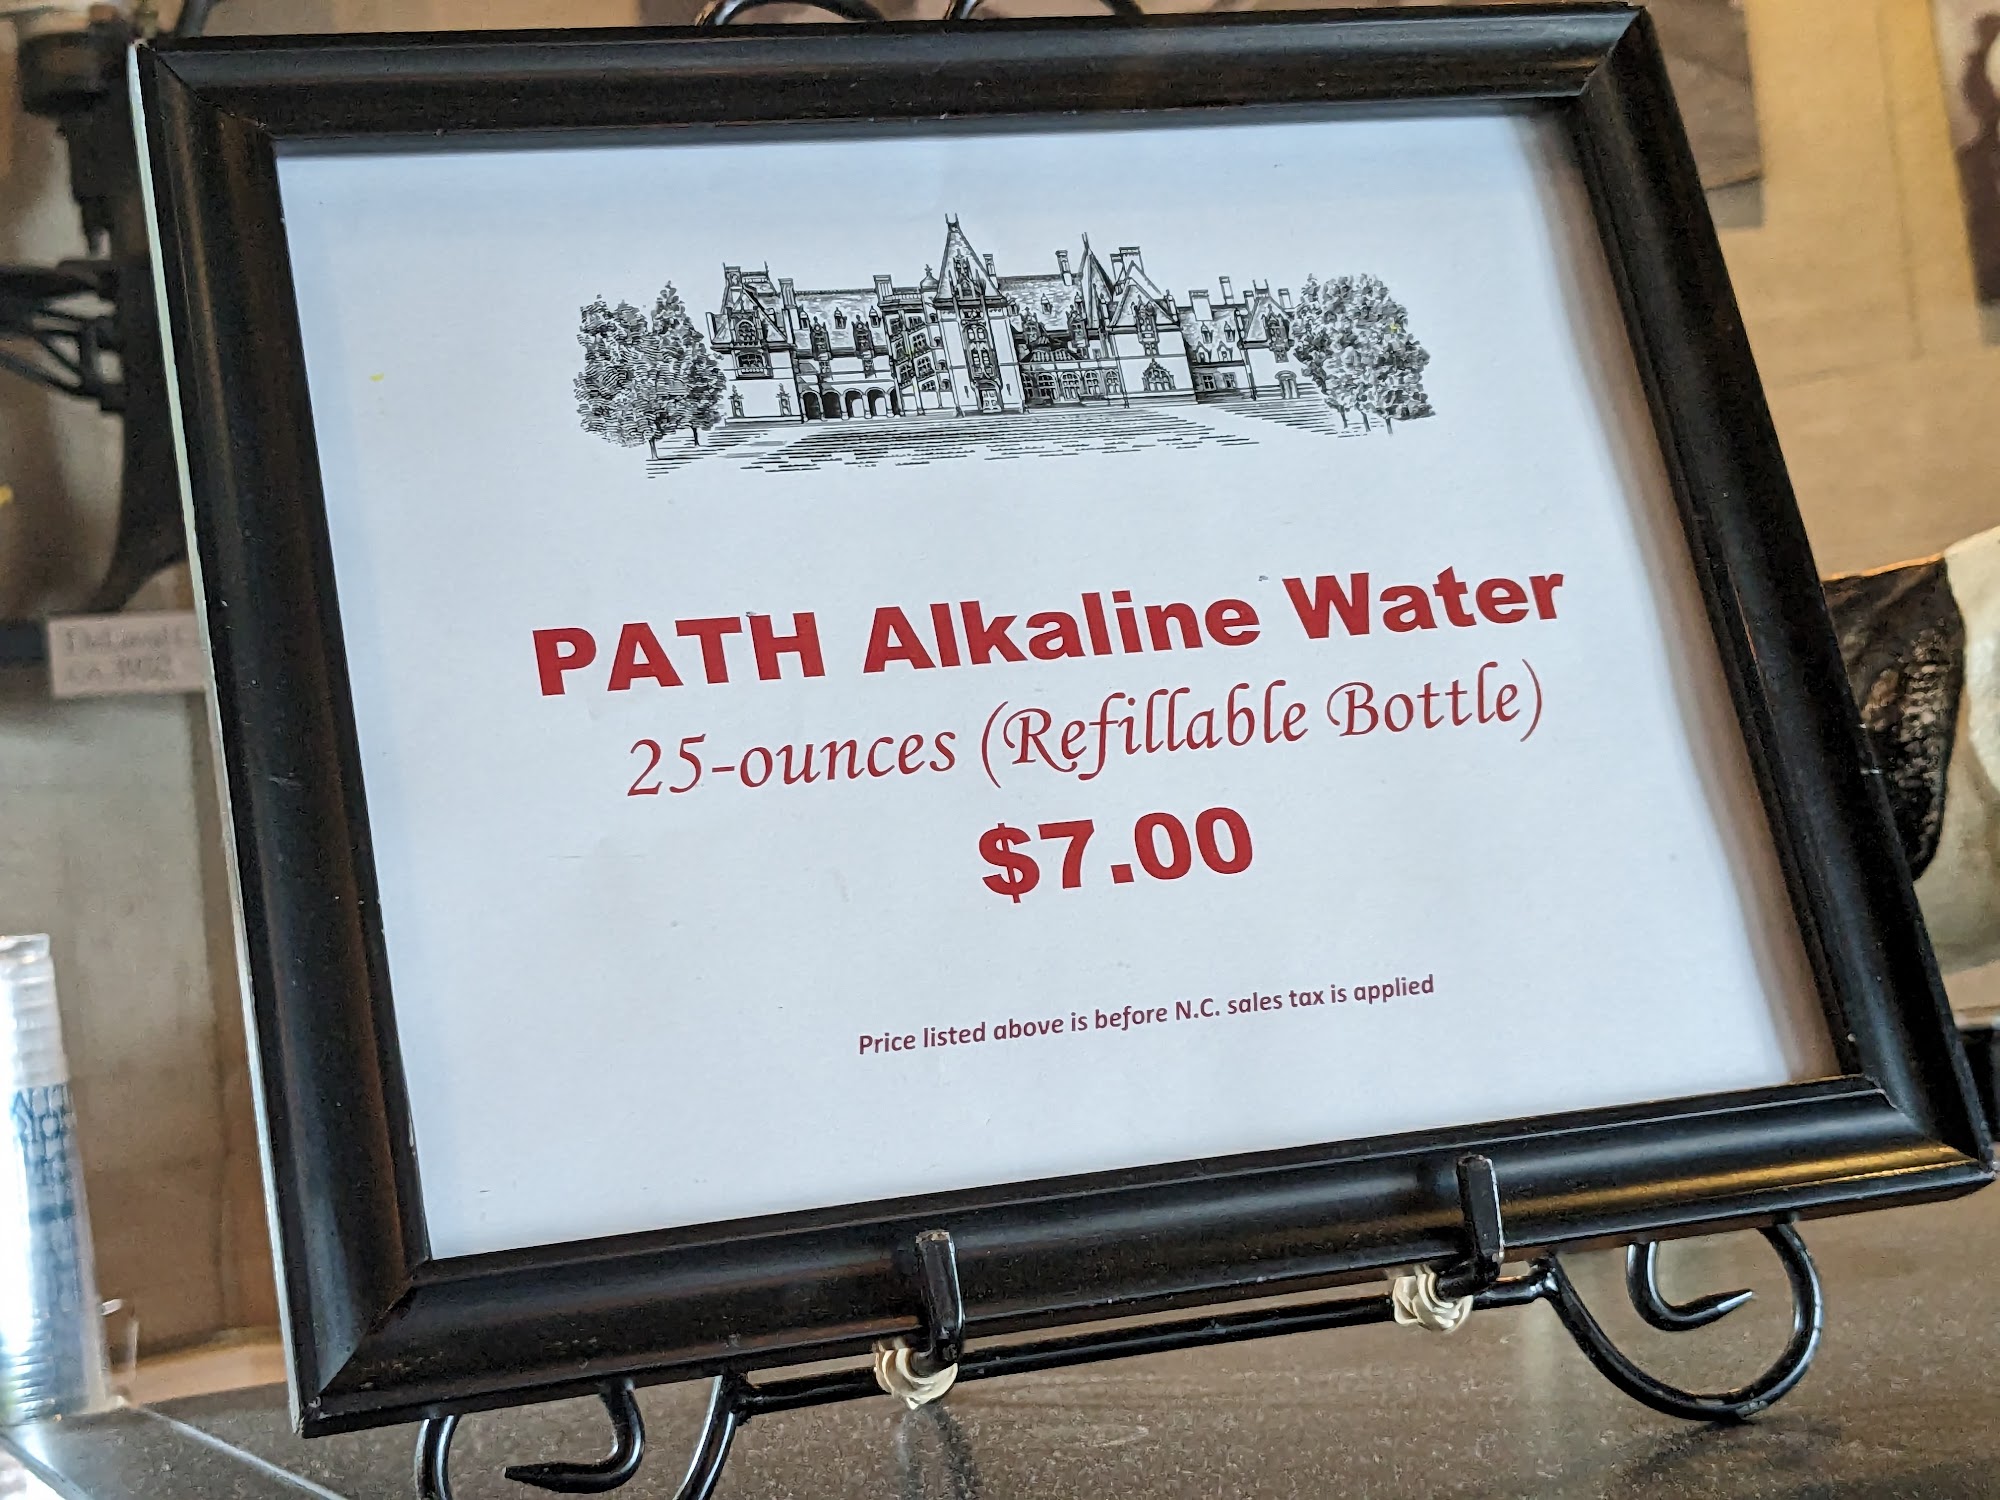 PATH Alkaline Water
25-ounces (Refillable Bottle)
$7.00
Price listed above is before N.C. sales tax is applied